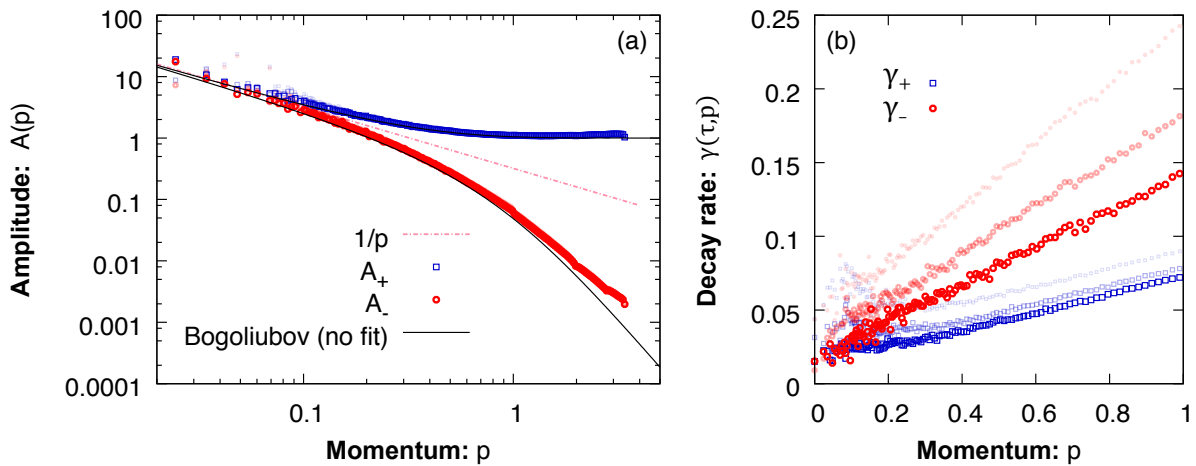 (a)
100
10
1
0.1
0.01
0.001
0.0001
Amplitude: A(p)
1/p
A₊
A₋
Bogoliubov (no fit)
0.1
1
Momentum: p
(b)
0.25
0.2
0.15
0.1
0.05
0
Decay rate: γ(τ,p)
γ₊
γ₋
0
0.2
0.4
0.6
0.8
1
Momentum: p